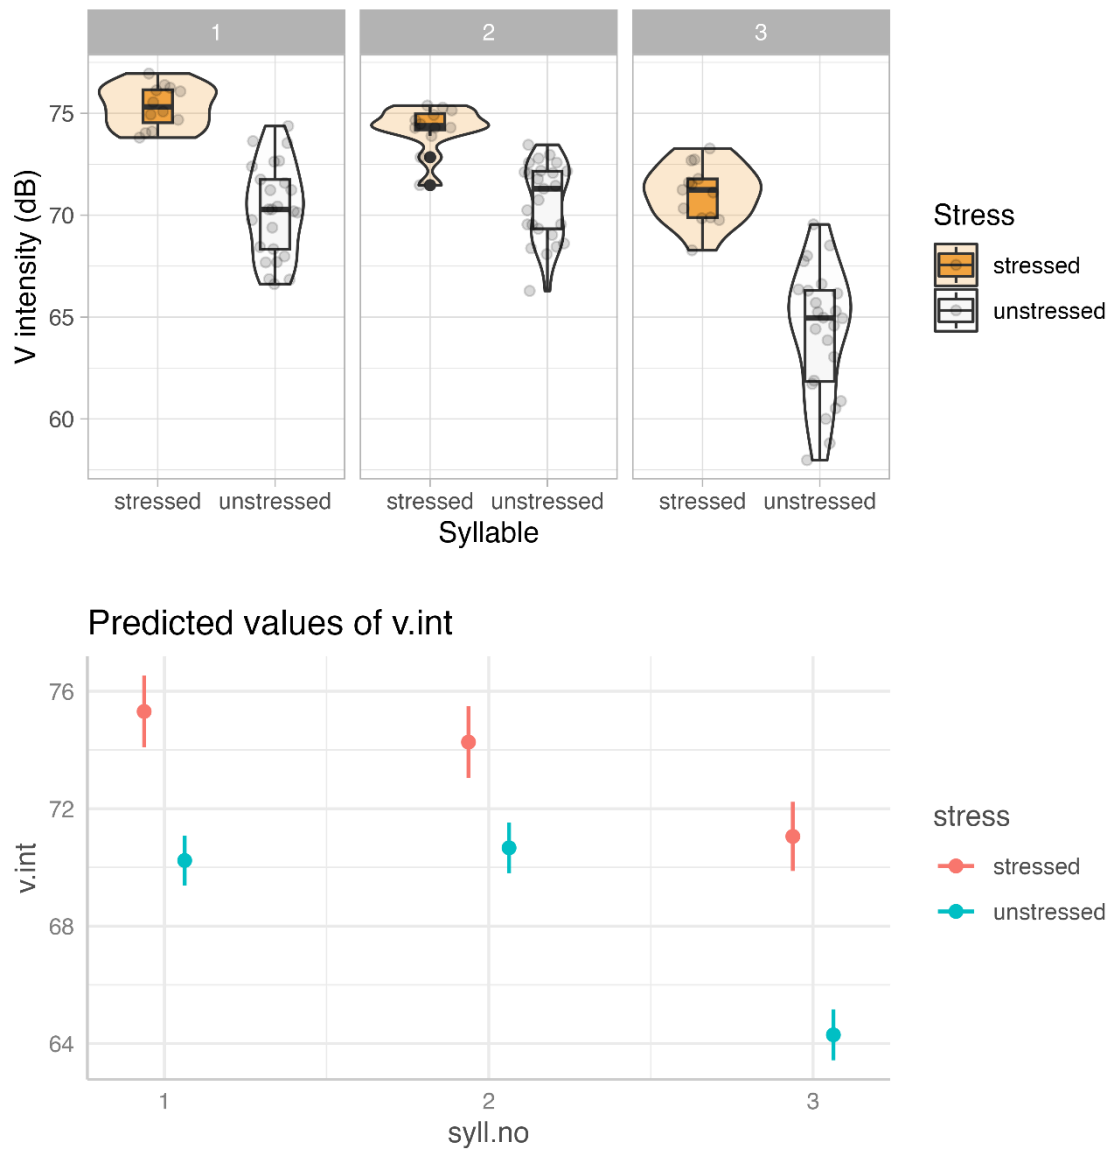 1 2 3
75
70
65
60
V intensity (dB)
stressed unstressed stressed unstressed stressed unstressed
Syllable
Stress
stressed
unstressed
Predicted values of v.int
76
72
68
64
v.int
1 2 3
syll.no
stress
stressed
unstressed